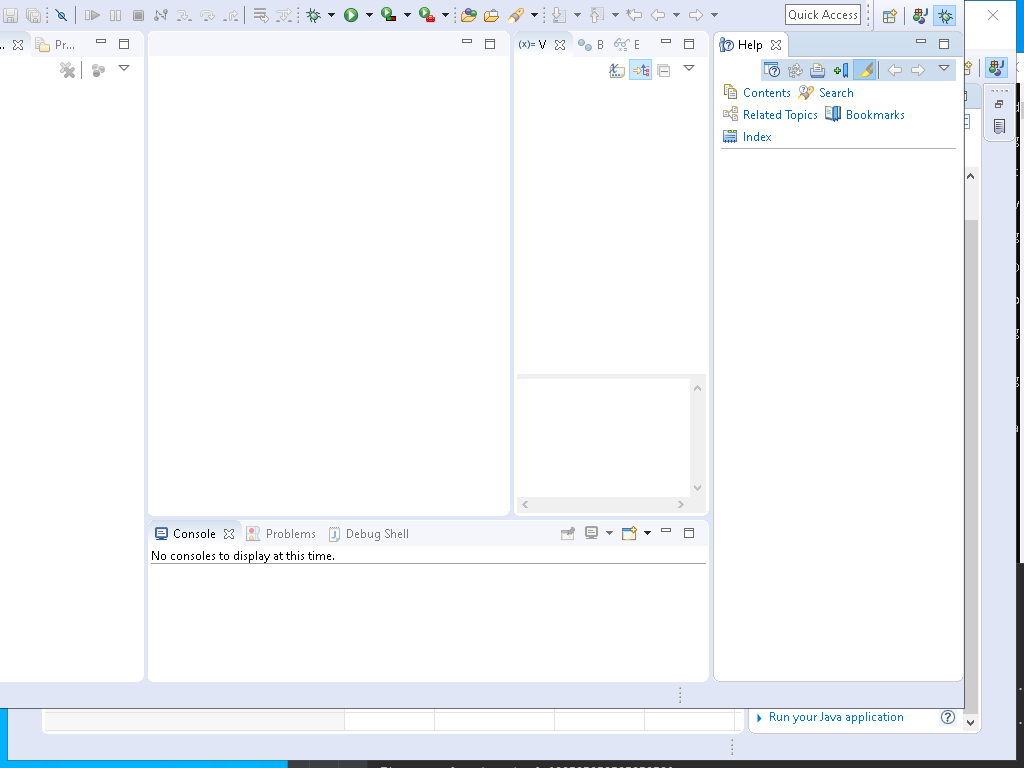 Quick Access
Pr...
(x)= V
B
E
Help
Contents
Search
Related Topics
Bookmarks
Index
Console
Problems
Debug Shell
No consoles to display at this time.
Run your Java application